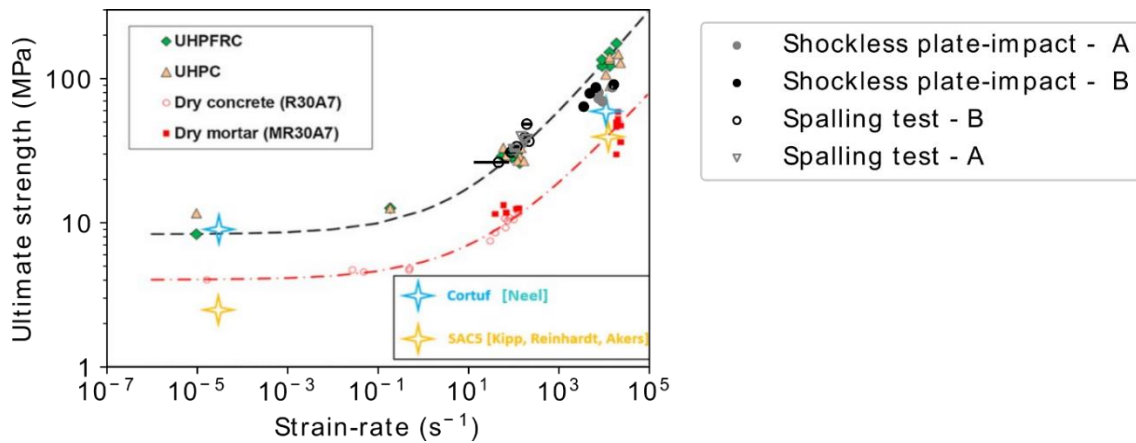 Ultimate strength (MPa)
100
10
1
UHPFRC
UHPC
Dry concrete (R30A7)
Dry mortar (MR30A7)
Cortuf [Neel]
SAC5 [Kipp, Reinhardt, Akers]
10⁻⁷ 10⁻⁵ 10⁻³ 10⁻¹ 10¹ 10³ 10⁵
Strain-rate (s⁻¹)
Shockless plate-impact - A
Shockless plate-impact - B
Spalling test - B
Spalling test - A